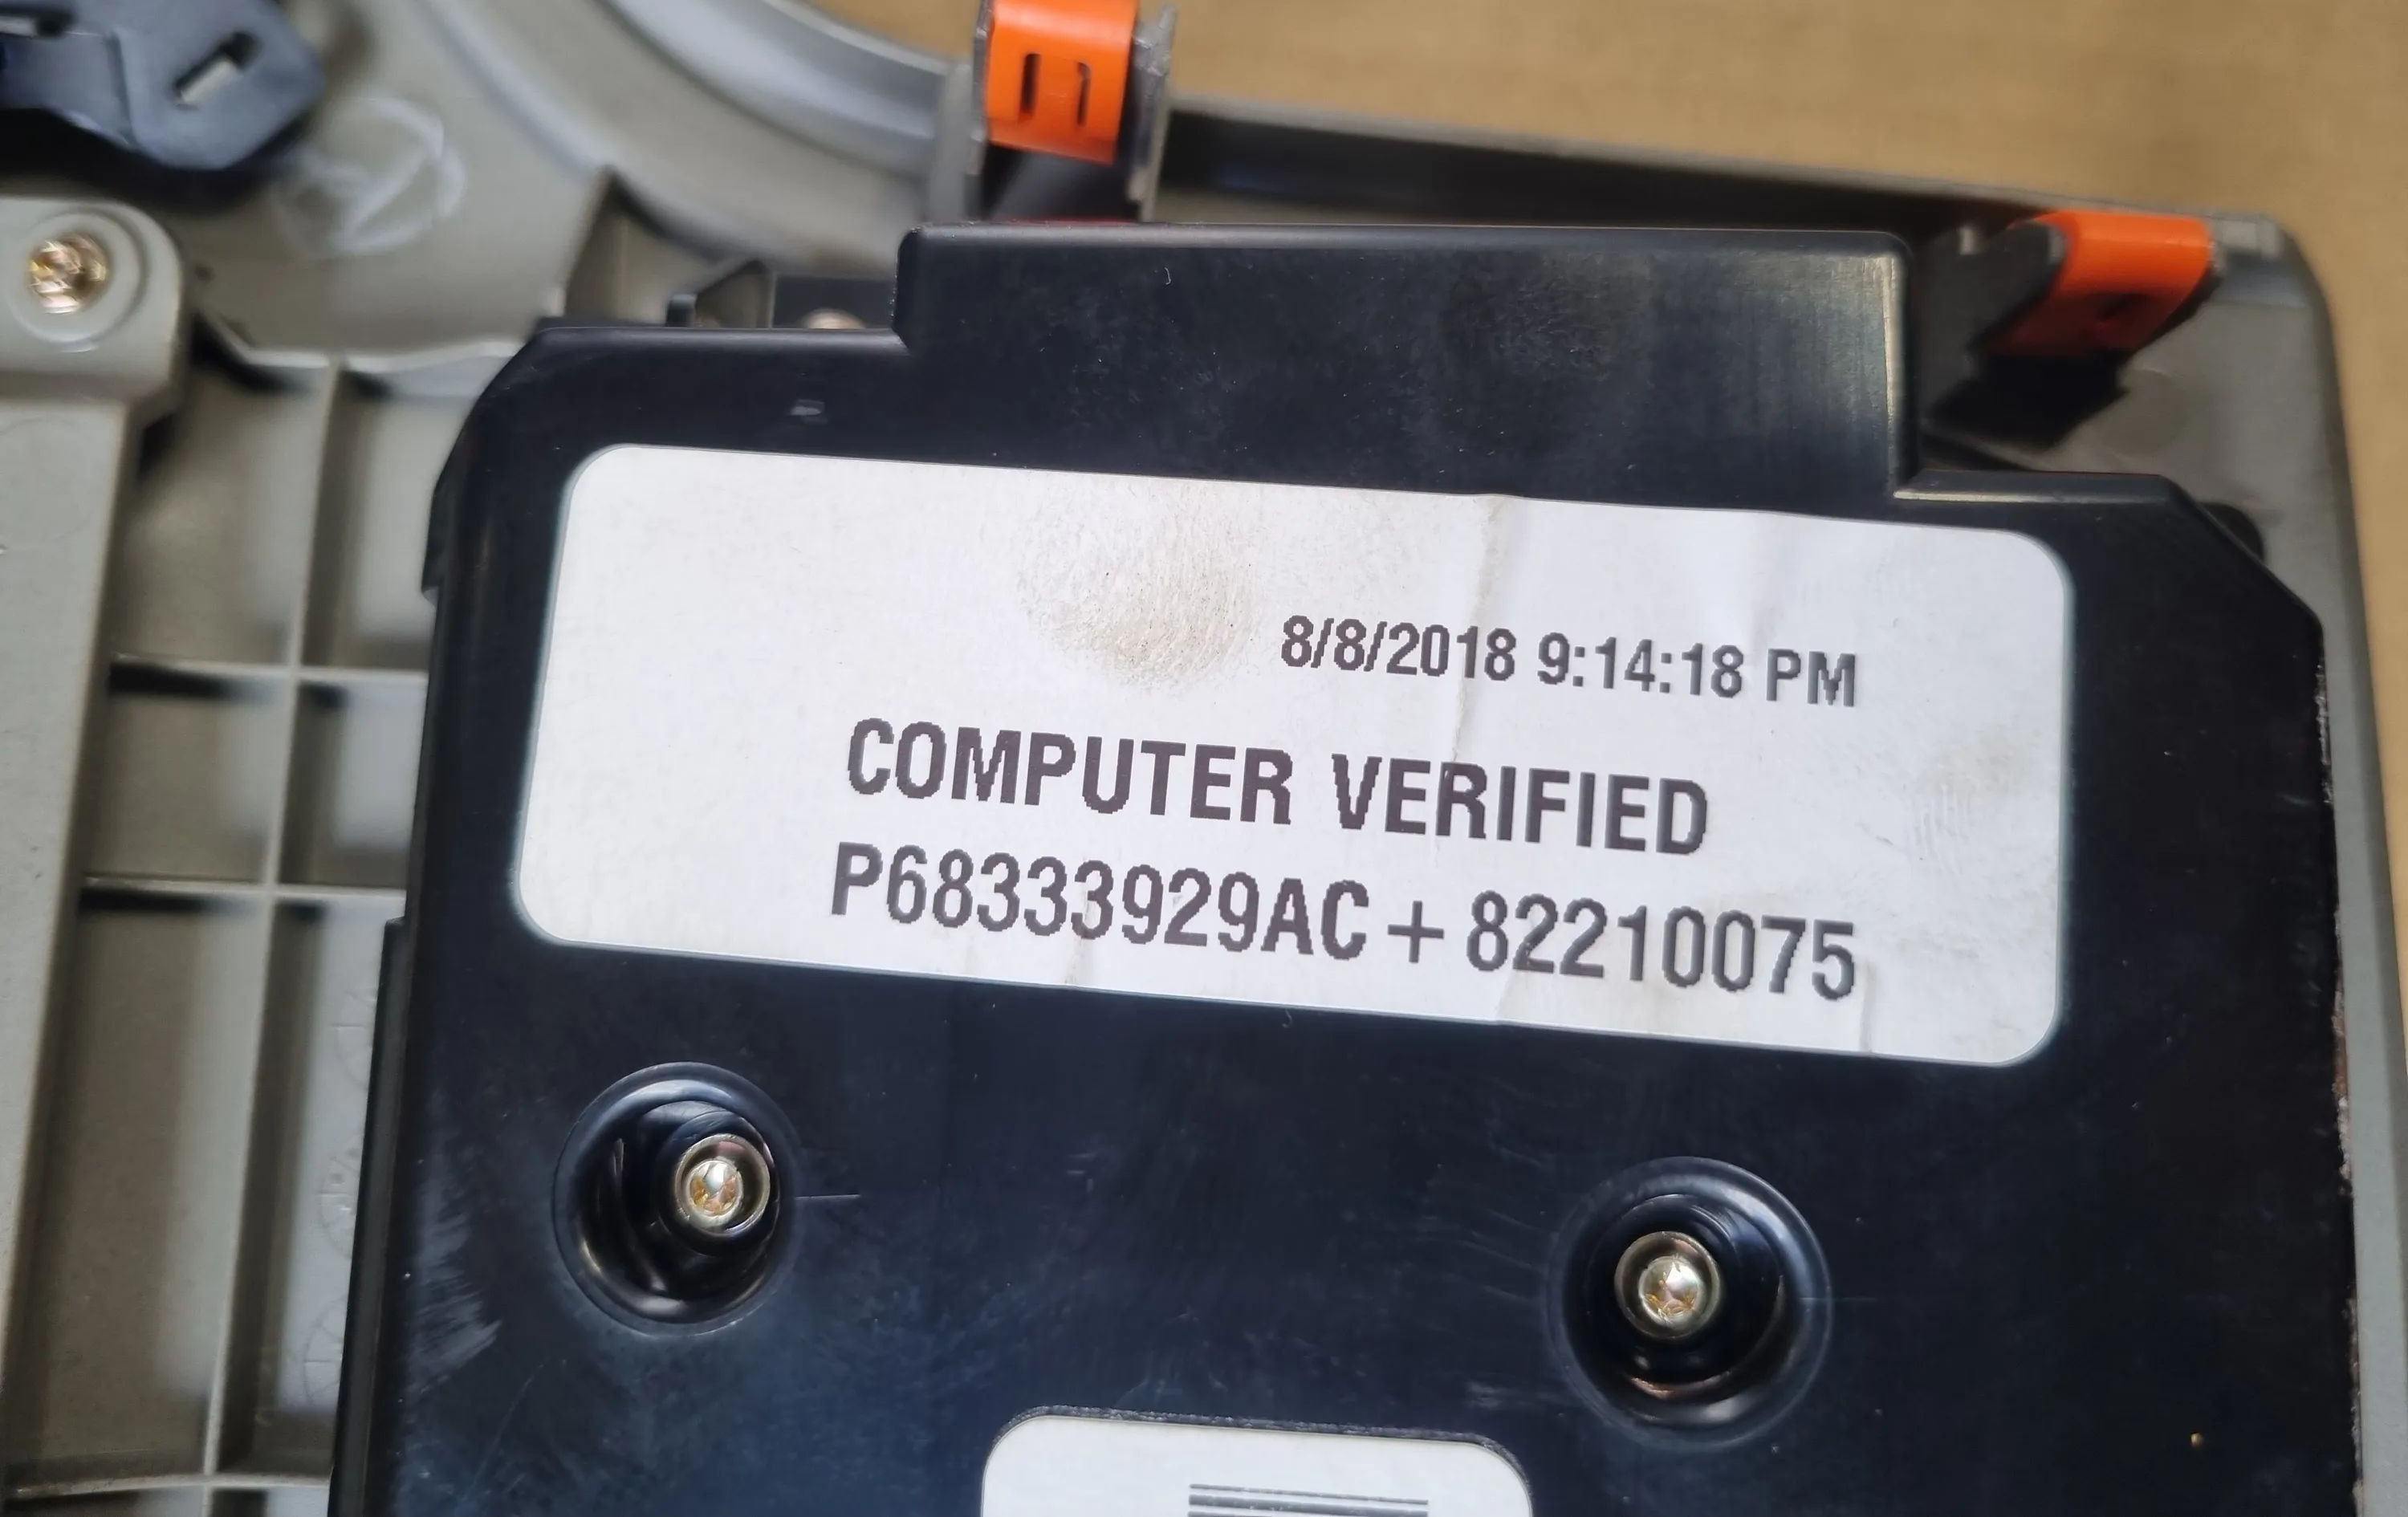 8/8/2018 9:14:18 PM
COMPUTER VERIFIED
P68333929AC + 82210075